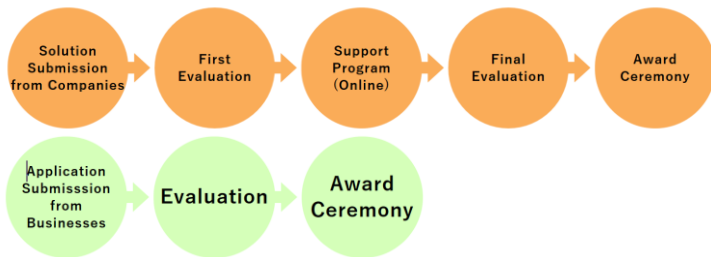 Solution
Submission
from Companies
First
Evaluation
Support
Program
(Online)
Final
Evaluation
Award
Ceremony
Application
Submisssion
from
Businesses
Evaluation
Award
Ceremony